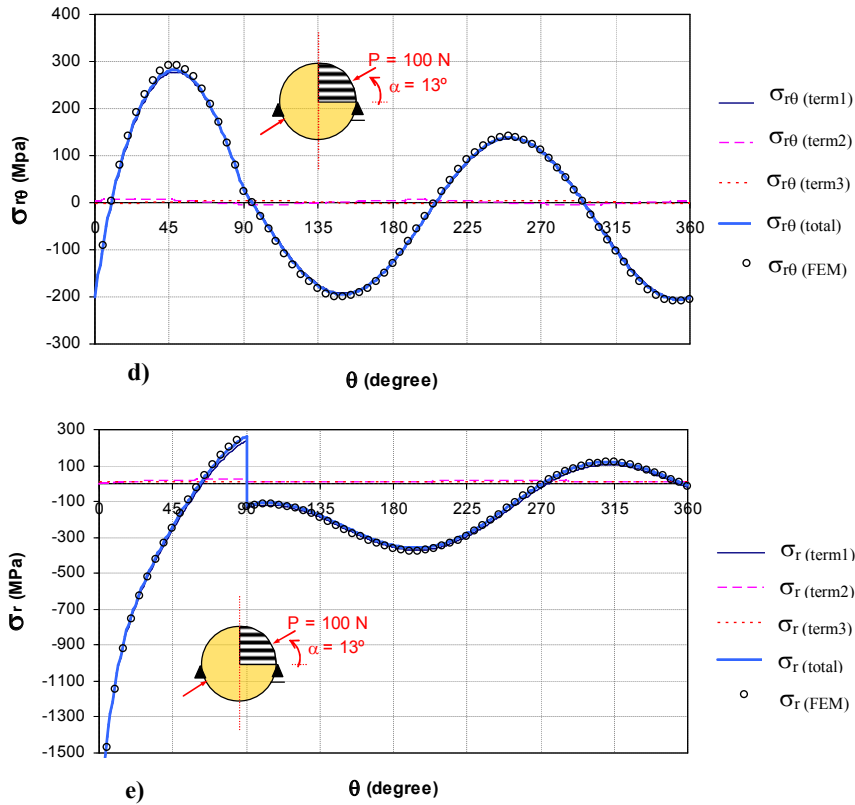 400
300
200
100
0
-100
-200
-300
σrθ (Mpa)
0 45 90 135 180 225 270 315 360
P = 100 N
α = 13º
σrθ (term1)
σrθ (term2)
σrθ (term3)
σrθ (total)
σrθ (FEM)
d)
θ (degree)
300
100
-100
-300
-500
-700
-900
-1100
-1300
-1500
σr (MPa)
0 45 90 135 180 225 270 315 360
P = 100 N
α = 13º
σr (term1)
σr (term2)
σr (term3)
σr (total)
σr (FEM)
e)
θ (degree)